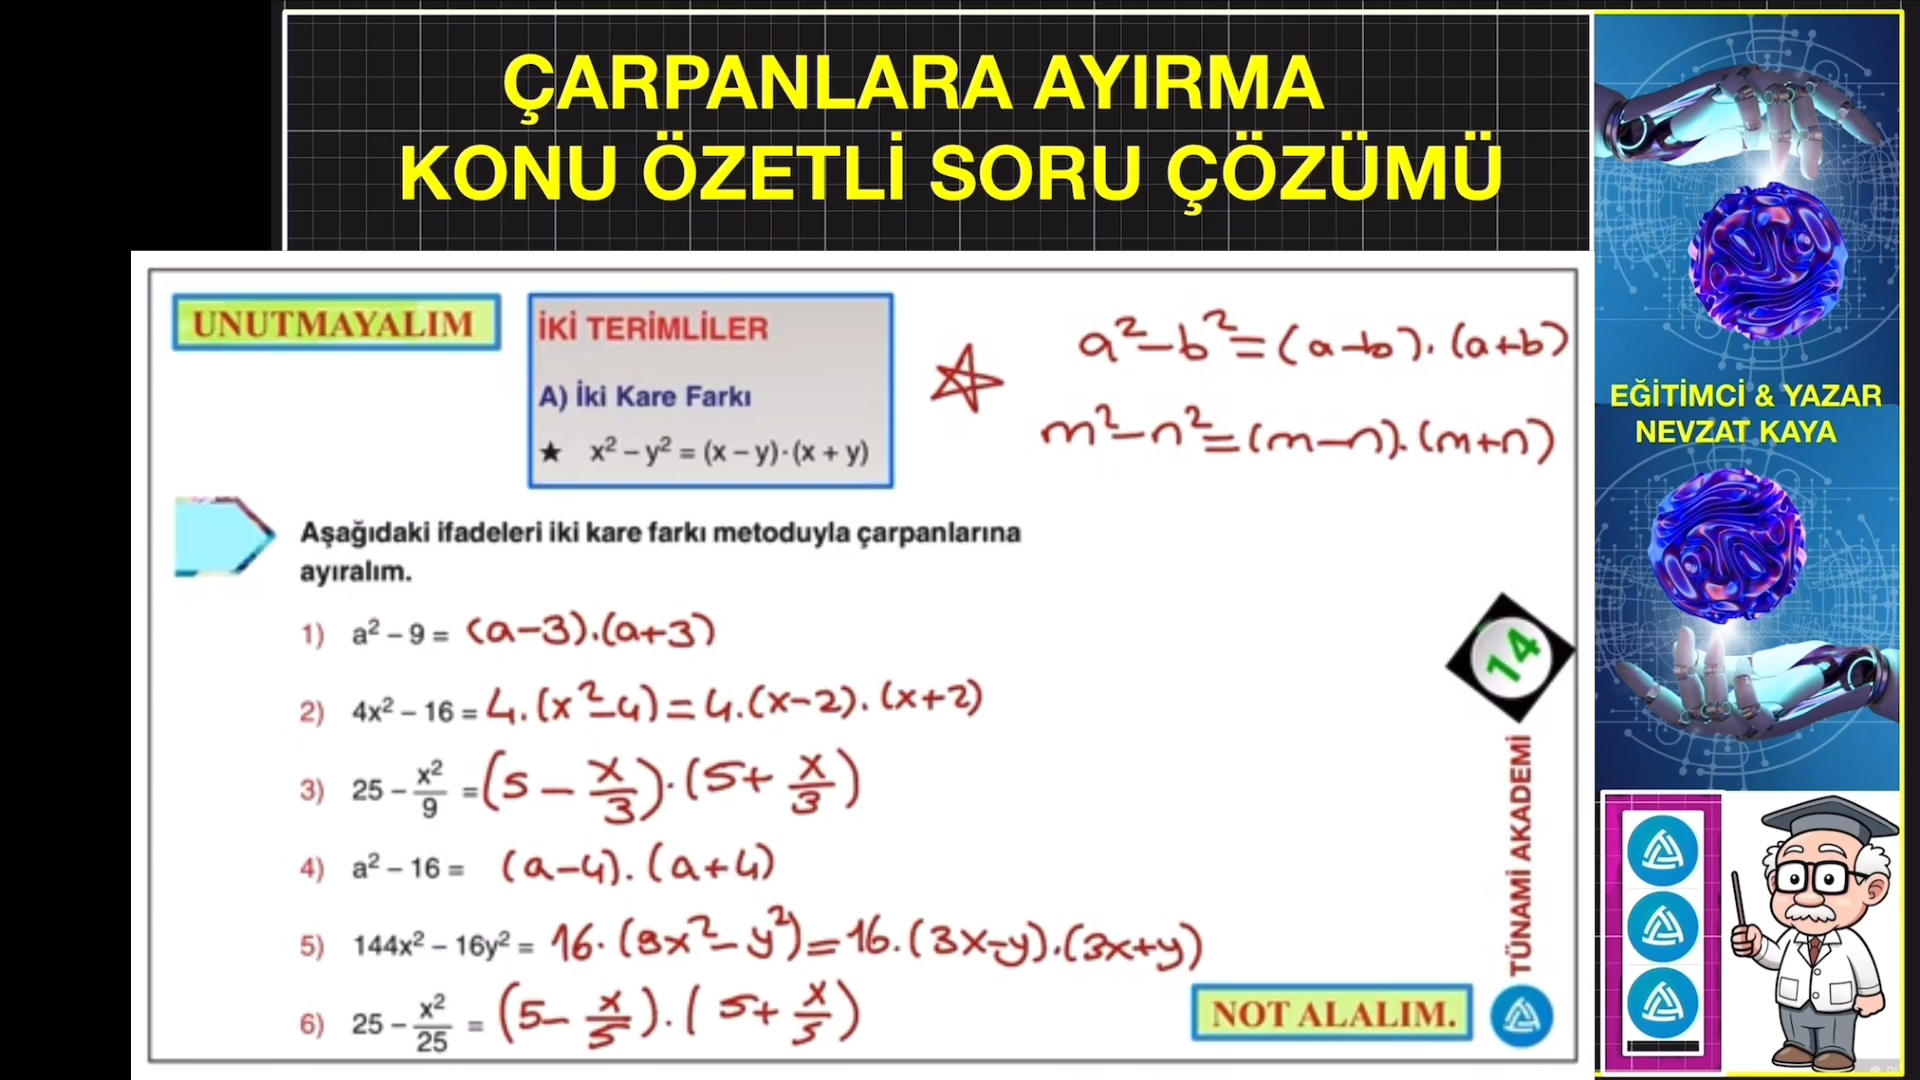 ÇARPANLARA AYIRMA
KONU ÖZETLİ SORU ÇÖZÜMÜ
UNUTMAYALIM
İKİ TERİMLİLER
A) İki Kare Farkı
★ x² – y² = (x – y)·(x + y)
a²–b²=(a–b).(a+b)
m²–n²=(m–n).(m+n)
EĞİTİMCİ & YAZAR
NEVZAT KAYA
Aşağıdaki ifadeleri iki kare farkı metoduyla çarpanlarına
ayıralım.
1) a² – 9 = (a–3).(a+3)
2) 4x² – 16 = 4.(x²–4)=4.(x–2).(x+2)
3) 25 – x²/9 = (5 – x/3).(5+ x/3)
4) a² – 16 = (a–4).(a+4)
5) 144x² – 16y² = 16.(9x²–y²)=16.(3x–y).(3x+y)
6) 25 – x²/25 = (5– x/5).(5+ x/5)
14
TÜNAMİ AKADEMİ
NOT ALALIM.